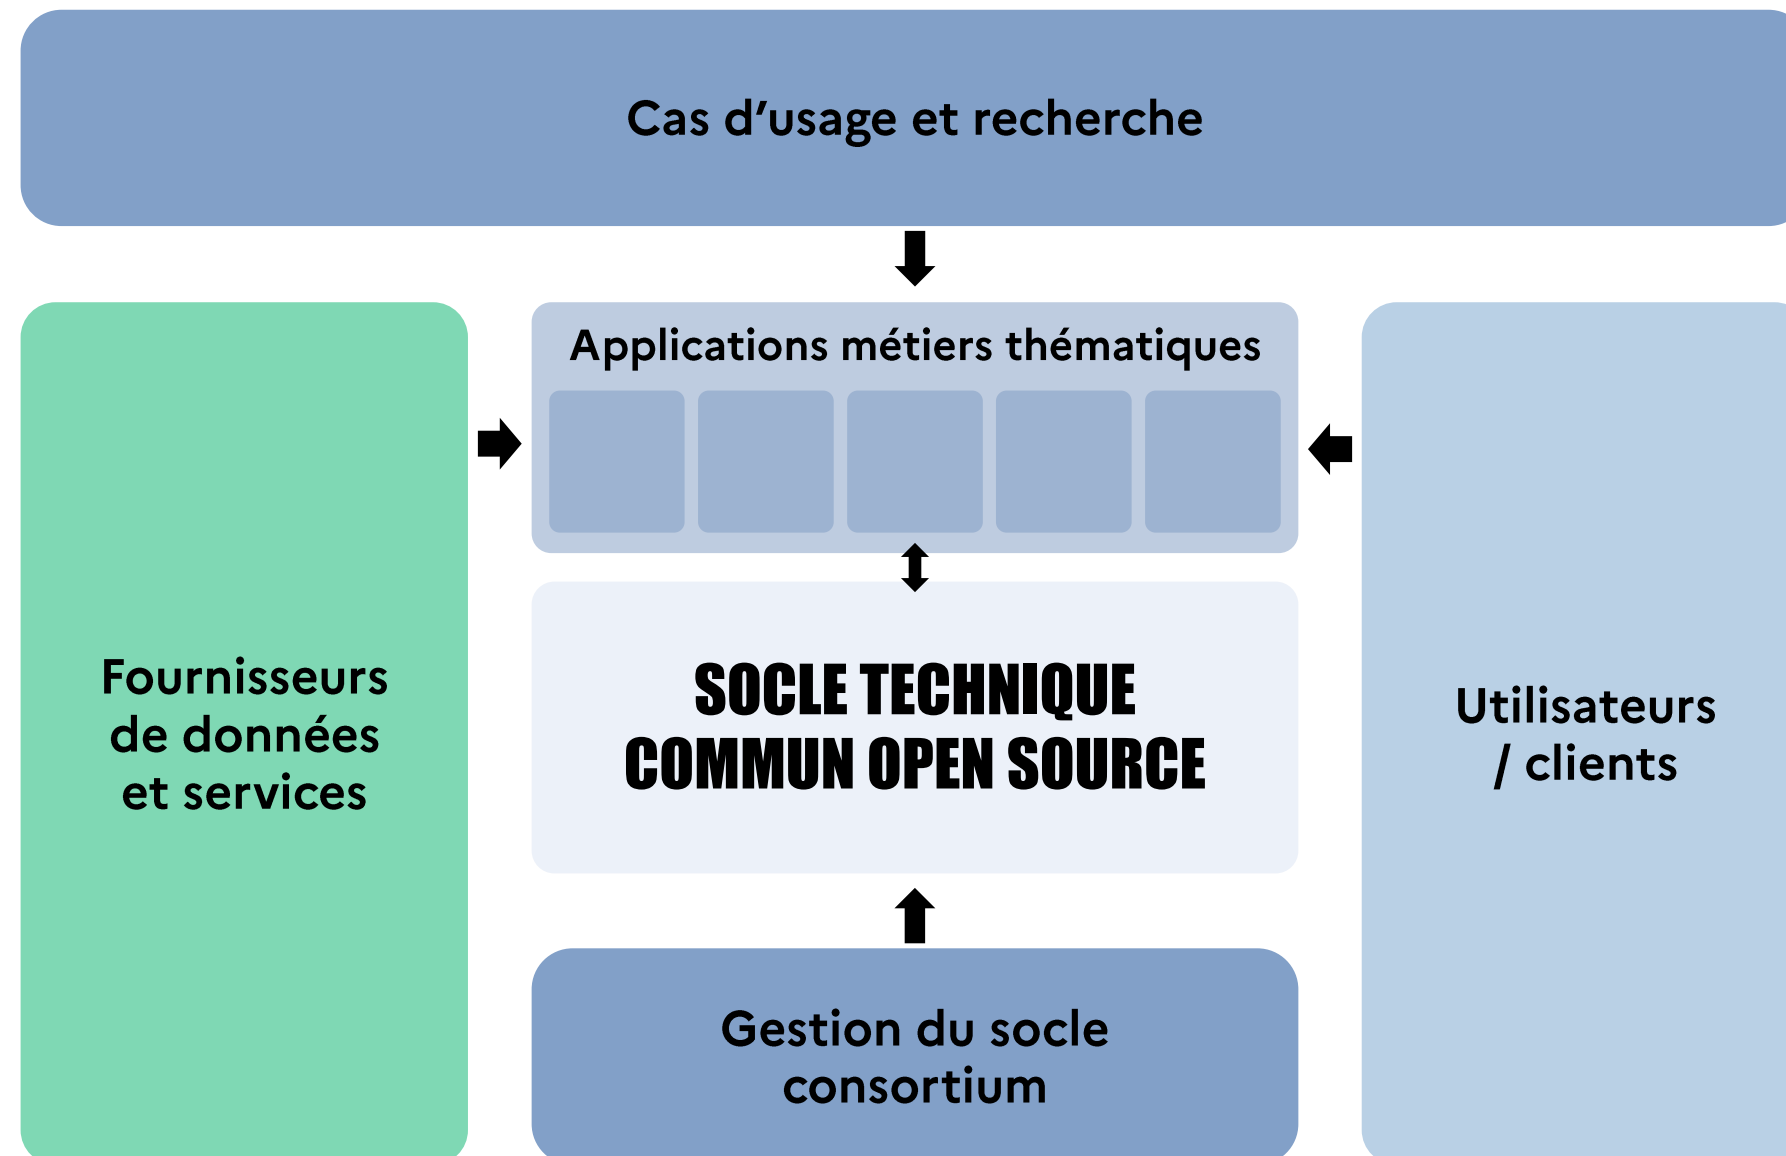 Cas d’usage et recherche
Applications métiers thématiques
Fournisseurs
de données
et services
SOCLE TECHNIQUE
COMMUN OPEN SOURCE
Utilisateurs
/ clients
Gestion du socle
consortium